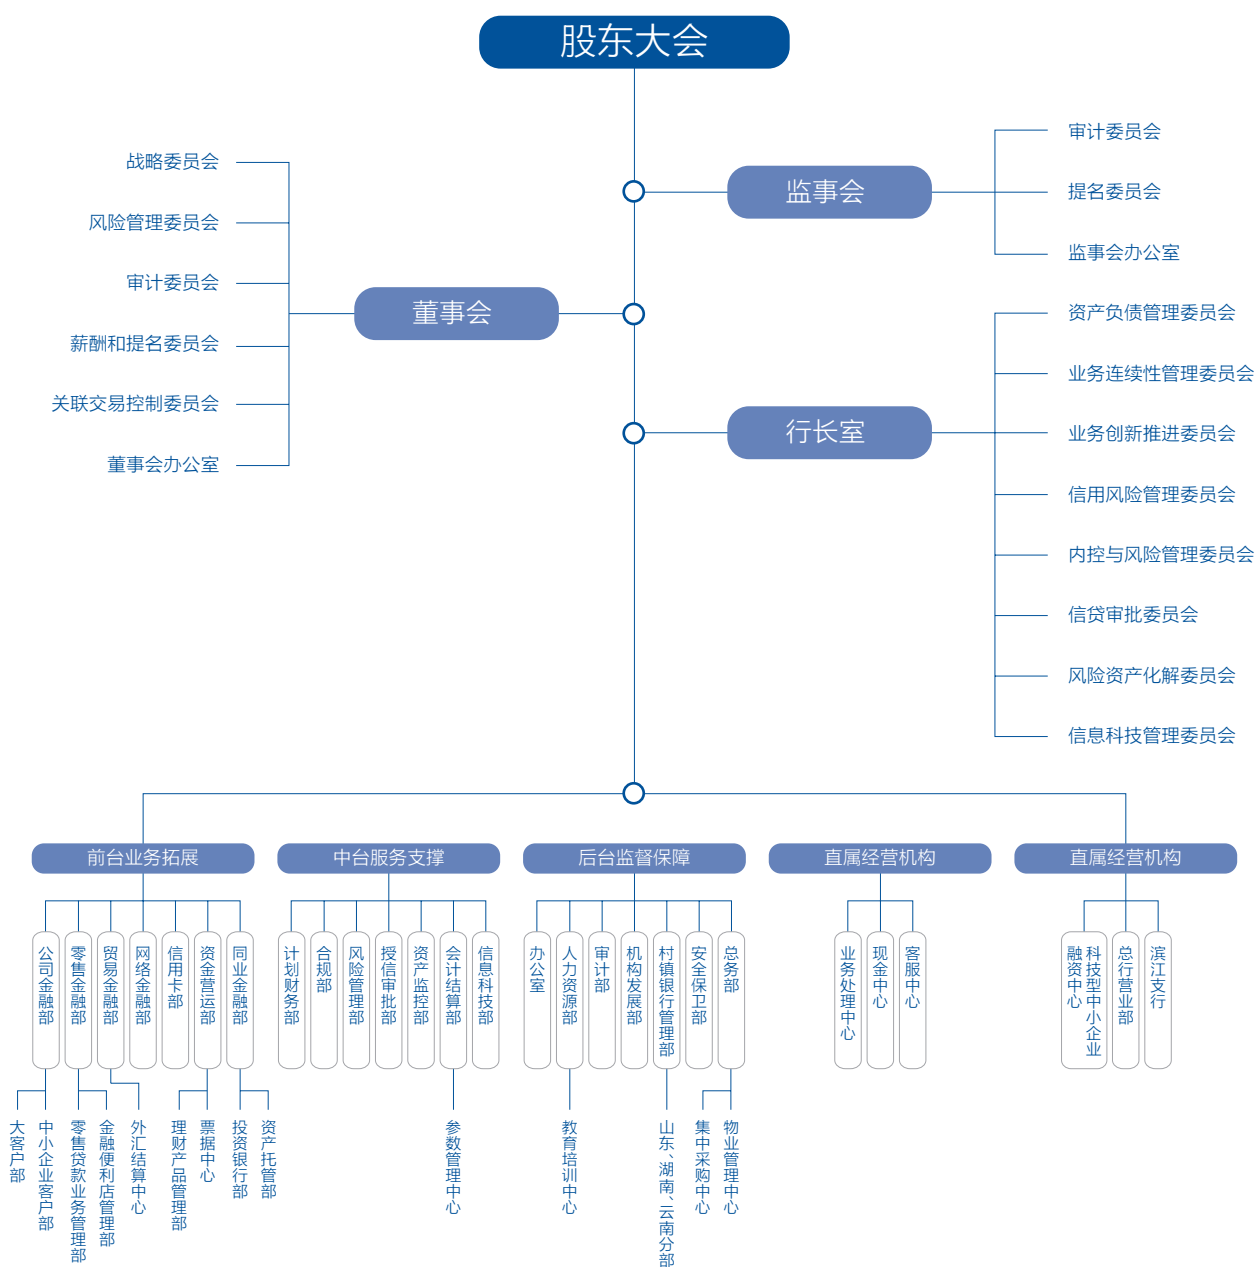 股东大会
战略委员会
风险管理委员会
审计委员会
薪酬和提名委员会
关联交易控制委员会
董事会办公室
董事会
监事会
审计委员会
提名委员会
监事会办公室
行长室
资产负债管理委员会
业务连续性管理委员会
业务创新推进委员会
信用风险管理委员会
内控与风险管理委员会
信贷审批委员会
风险资产化解委员会
信息科技管理委员会
前台业务拓展
公司金融部
零售金融部
贸易金融部
网络金融部
信用卡部
资金营运部
同业金融部
大客户部
中小企业客户部
零售贷款业务管理部
金融便利店管理部
外汇结算中心
理财产品管理部
票据中心
投资银行部
资产托管部
中台服务支撑
计划财务部
合规部
风险管理部
授信审批部
资产监控部
会计结算部
信息科技部
参数管理中心
后台监督保障
办公室
人力资源部
审计部
机构发展部
村镇银行管理部
安全保卫部
总务部
教育培训中心
山东、湖南、云南分部
集中采购中心
物业管理中心
直属经营机构
业务处理中心
现金中心
客服中心
直属经营机构
科技型中小企业
融资中心
总行营业部
滨江支行